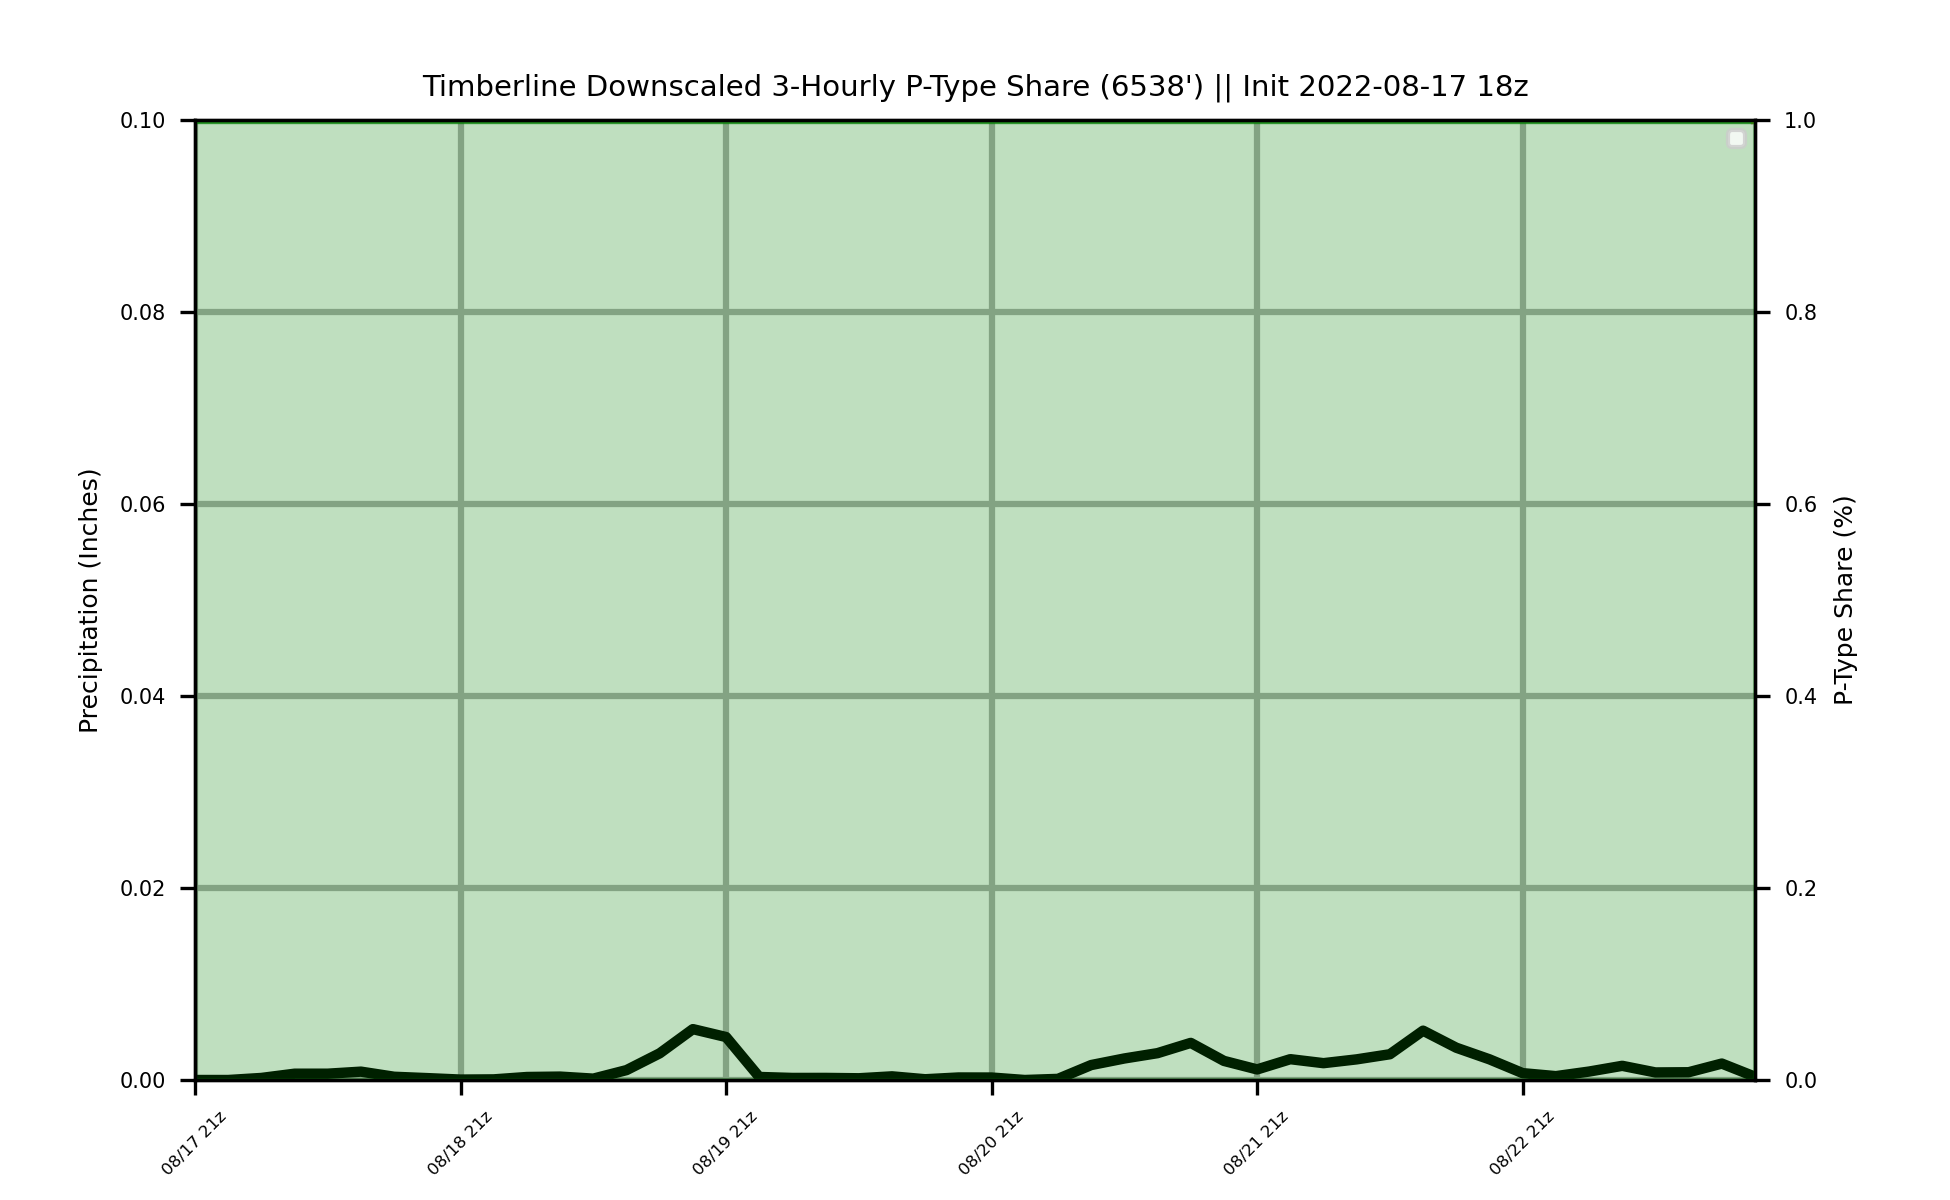 Timberline Downscaled 3-Hourly P-Type Share (6538') || Init 2022-08-17 18z
0.10
0.08
0.06
0.04
0.02
0.00
Precipitation (Inches)
1.0
0.8
0.6
0.4
0.2
0.0
P-Type Share (%)
08/17 21z
08/18 21z
08/19 21z
08/20 21z
08/21 21z
08/22 21z